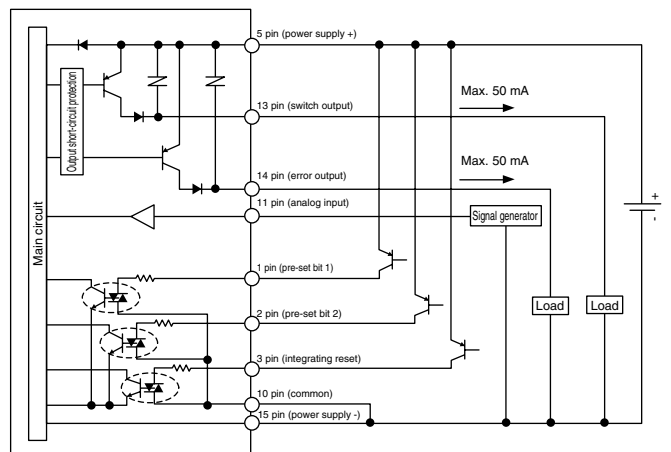 5 pin (power supply +)
Main circuit
Output short-circuit protection
13 pin (switch output)
Max. 50 mA
14 pin (error output)
Max. 50 mA
11 pin (analog input)
Signal generator
+
-
1 pin (pre-set bit 1)
2 pin (pre-set bit 2)
Load
Load
3 pin (integrating reset)
10 pin (common)
15 pin (power supply -)